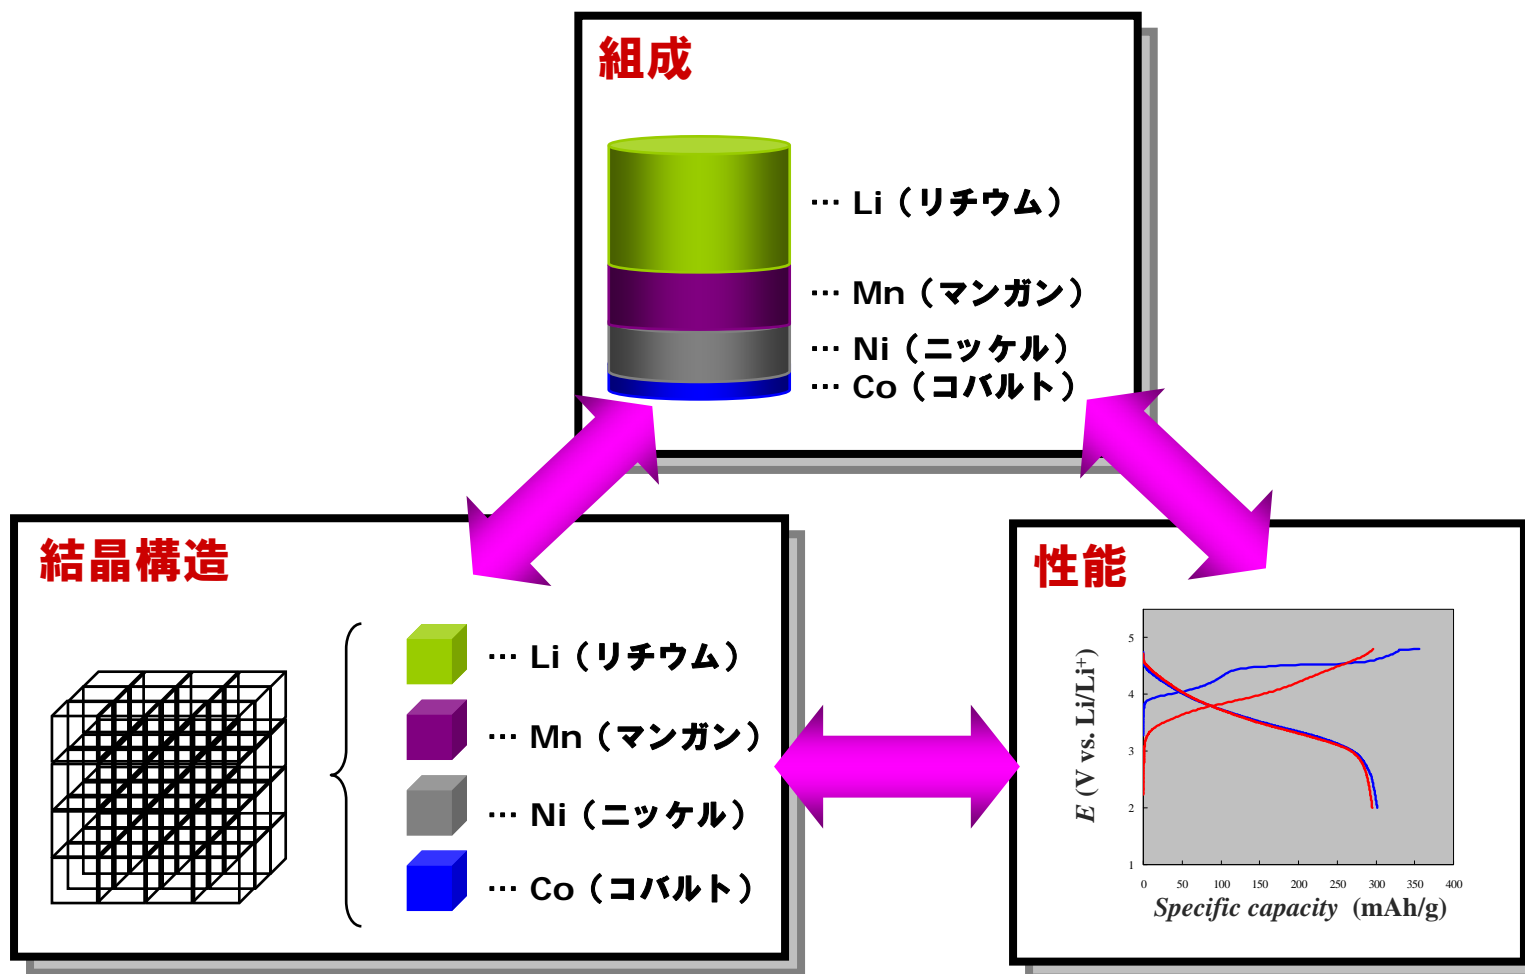 組成
… Li（リチウム）
… Mn（マンガン）
… Ni（ニッケル）
… Co（コバルト）
結晶構造
… Li（リチウム）
… Mn（マンガン）
… Ni（ニッケル）
… Co（コバルト）
性能
E (V vs. Li/Li⁺)
5
4
3
2
1
0 50 100 150 200 250 300 350 400
Specific capacity (mAh/g)